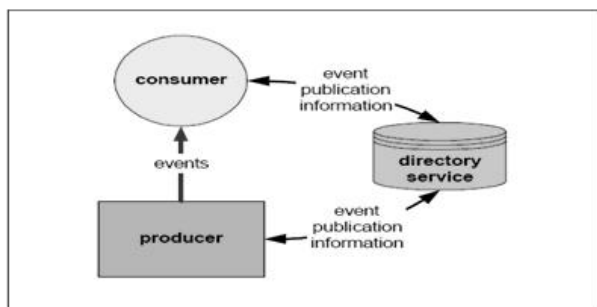 consumer
event
publication
information
directory
service
events
event
publication
information
producer